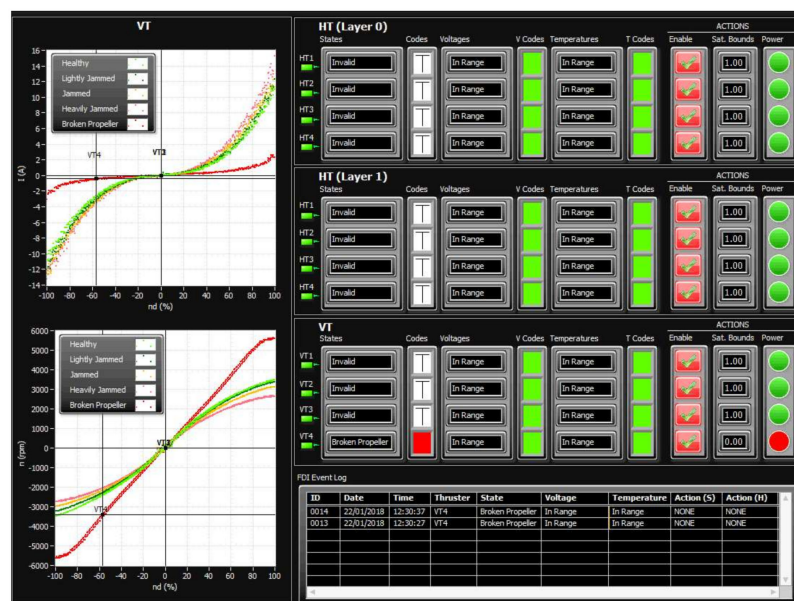 VT
16
14
12
10
8
6
4
2
0
-2
-4
-6
-8
-10
-12
-14
I (A)
Healthy
Lightly Jammed
Jammed
Heavily Jammed
Broken Propeller
VT4
-100 -80 -60 -40 -20 0 20 40 60 80 100
nd (%)
6000
5000
4000
3000
2000
1000
0
-1000
-2000
-3000
-4000
-5000
-6000
n (rpm)
Healthy
Lightly Jammed
Jammed
Heavily Jammed
Broken Propeller
VT4
-100 -80 -60 -40 -20 0 20 40 60 80 100
nd (%)
HT (Layer 0) ACTIONS
States Codes Voltages V Codes Temperatures T Codes Enable Sat. Bounds Power
HT1 Invalid T In Range In Range 1.00
HT2 Invalid T In Range In Range 1.00
HT3 Invalid T In Range In Range 1.00
HT4 Invalid T In Range In Range 1.00
HT (Layer 1) ACTIONS
States Codes Voltages V Codes Temperatures T Codes Enable Sat. Bounds Power
HT1 Invalid T In Range In Range 1.00
HT2 Invalid T In Range In Range 1.00
HT3 Invalid T In Range In Range 1.00
HT4 Invalid T In Range In Range 1.00
VT ACTIONS
States Codes Voltages V Codes Temperatures T Codes Enable Sat. Bounds Power
VT1 Invalid T In Range In Range 1.00
VT2 Invalid T In Range In Range 1.00
VT3 Invalid T In Range In Range 1.00
VT4 Broken Propeller In Range In Range 0.00
FDI Event Log
ID Date Time Thruster State Voltage Temperature Action (S) Action (H)
0014 22/01/2018 12:30:37 VT4 Broken Propeller In Range In Range NONE NONE
0013 22/01/2018 12:30:27 VT4 Broken Propeller In Range In Range NONE NONE